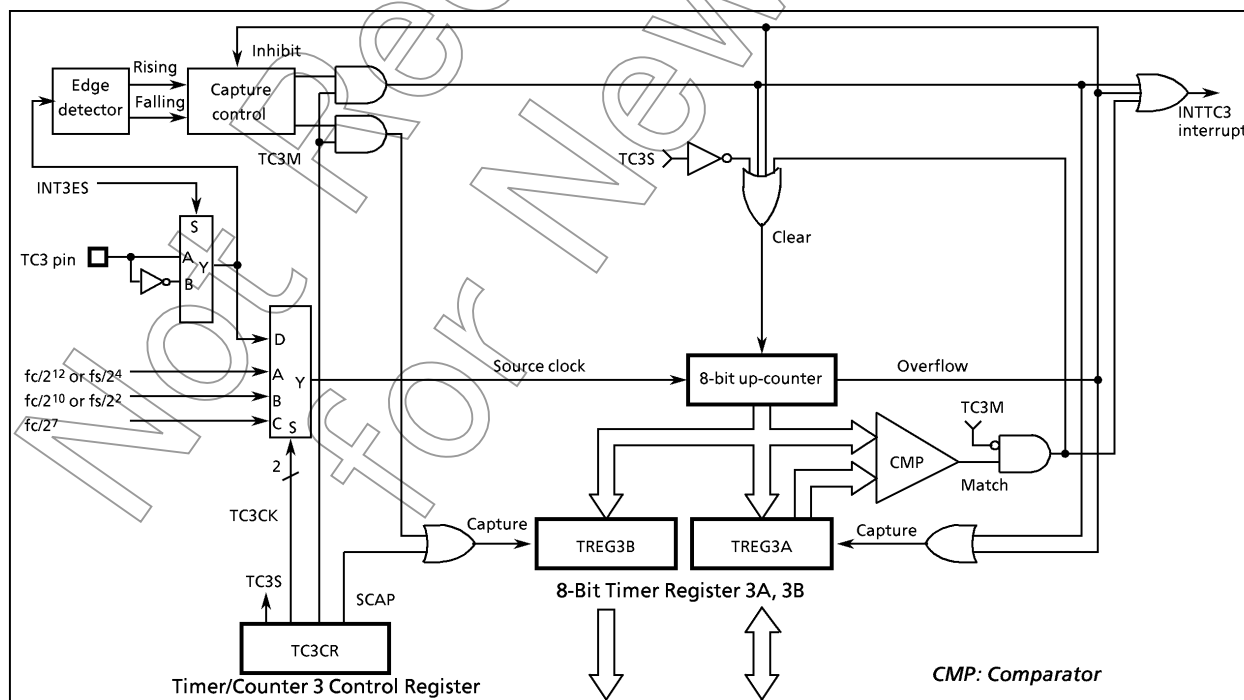 Inhibit
Rising
Edge detector
Falling
Capture control
INTTC3 interrupt
TC3M
TC3S
INT3ES
S
Clear
TC3 pin
A
Y
B
D
fc/2¹² or fs/2⁴
A
Y
Source clock
8-bit up-counter
Overflow
fc/2¹⁰ or fs/2²
B
fc/2⁷
C
S
TC3M
2
CMP
Match
TC3CK
Capture
TREG3B
TREG3A
Capture
8-Bit Timer Register 3A, 3B
TC3S
SCAP
TC3CR
Timer/Counter 3 Control Register
CMP: Comparator
Not Re
for New